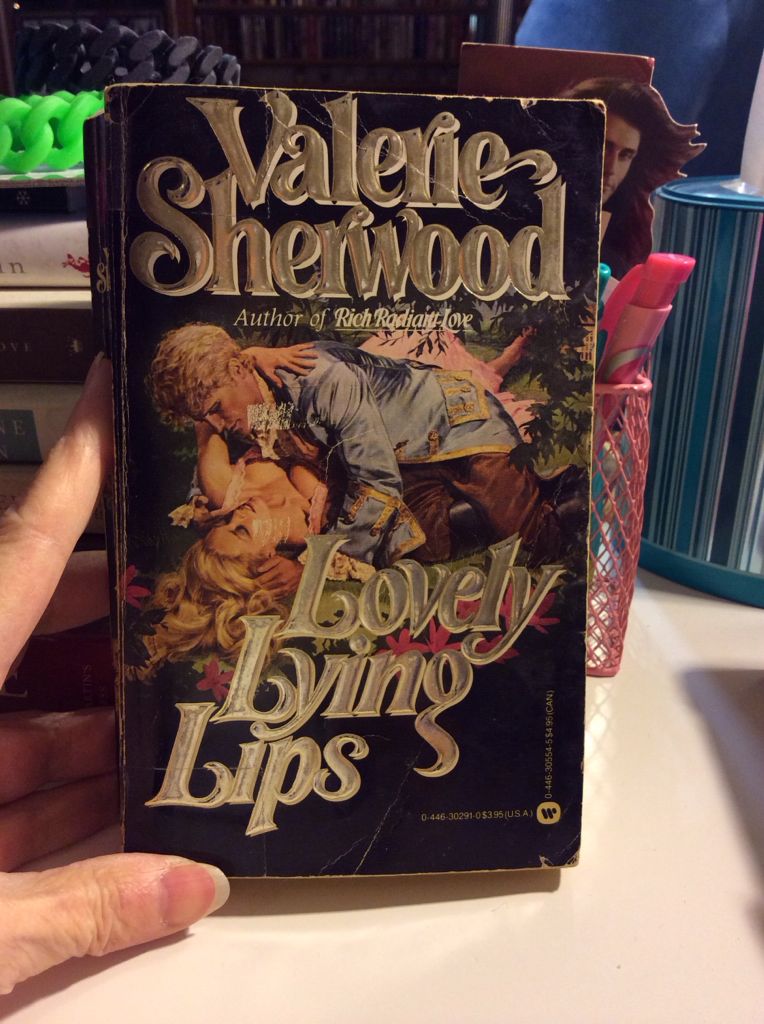 Valerie
Sherwood
Author of Rich Radiant Love
Lovely
Lying
Lips
0-446-30291-0 $3.95 (U.S.A.)
0-446-30554-5 $4.95 (CAN)